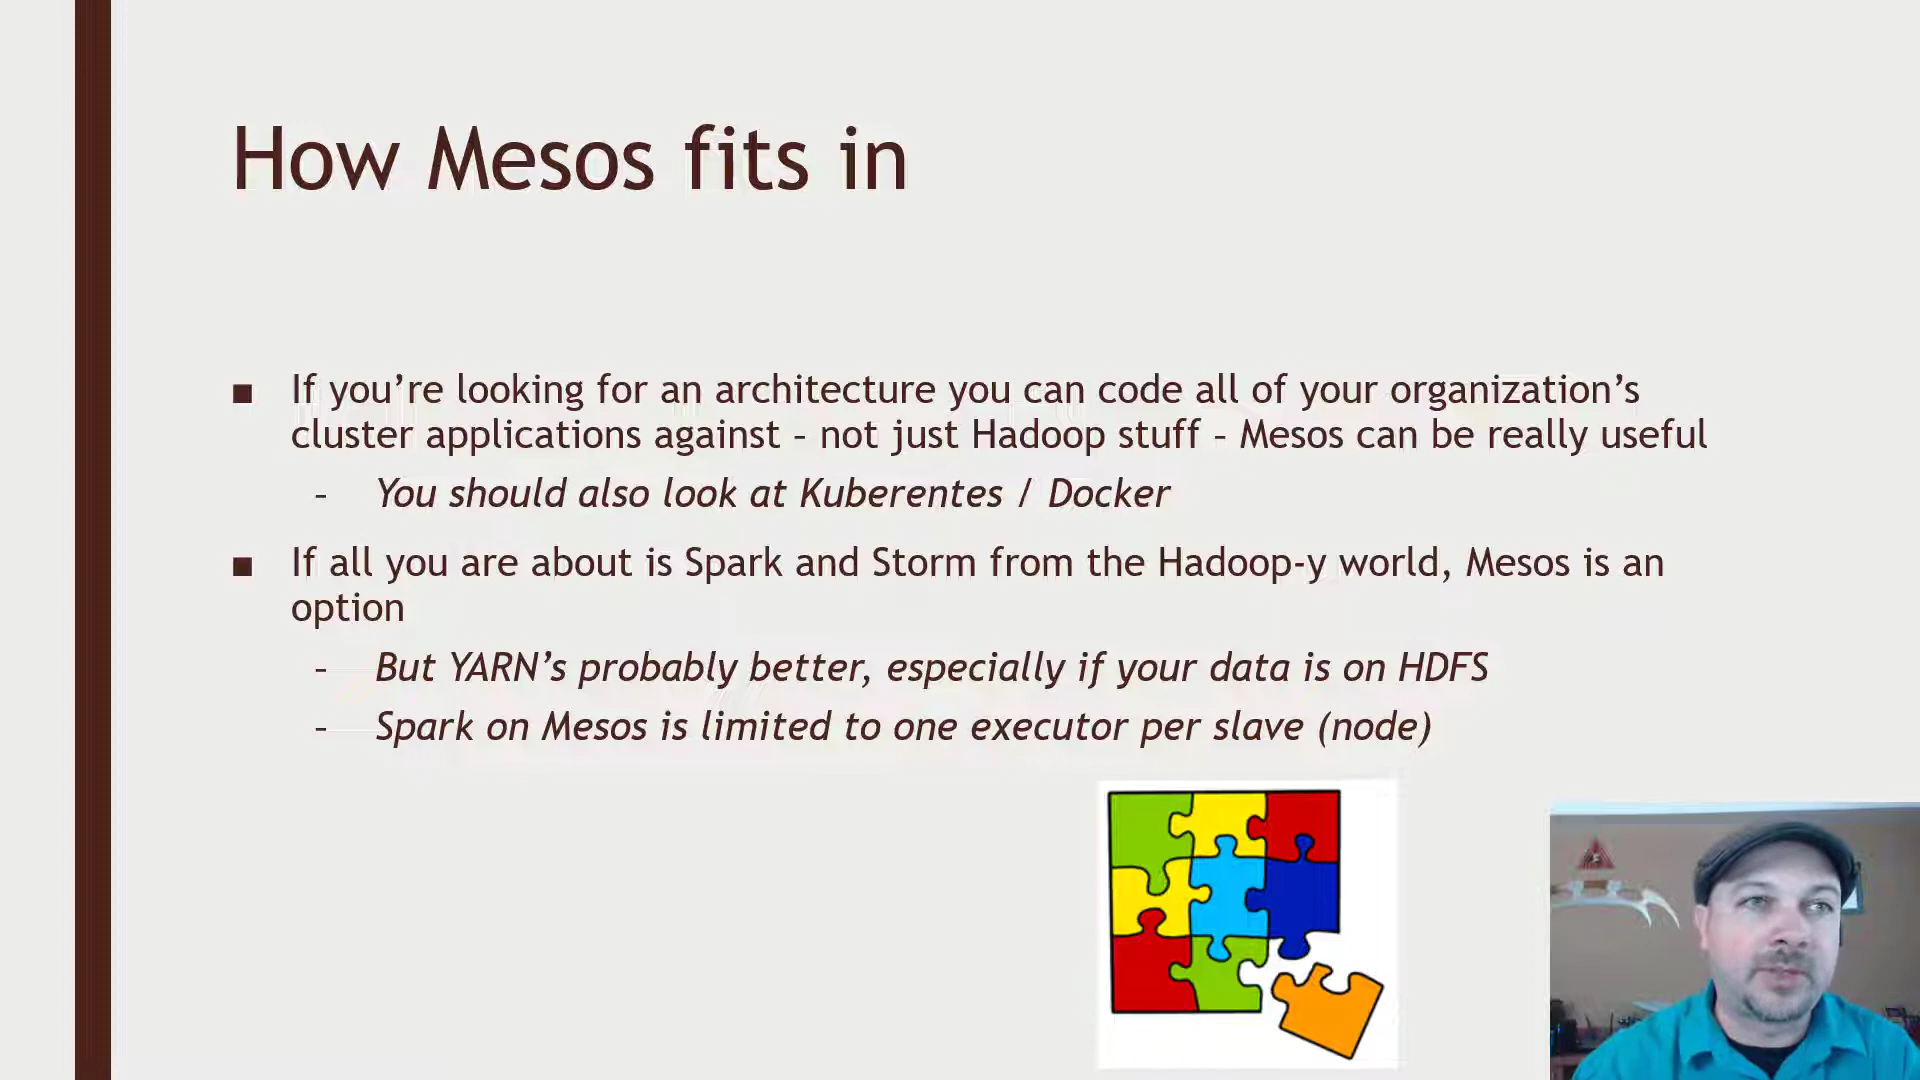 How Mesos fits in
■ If you’re looking for an architecture you can code all of your organization’s
cluster applications against – not just Hadoop stuff – Mesos can be really useful
– You should also look at Kuberentes / Docker
■ If all you are about is Spark and Storm from the Hadoop-y world, Mesos is an
option
– But YARN’s probably better, especially if your data is on HDFS
– Spark on Mesos is limited to one executor per slave (node)